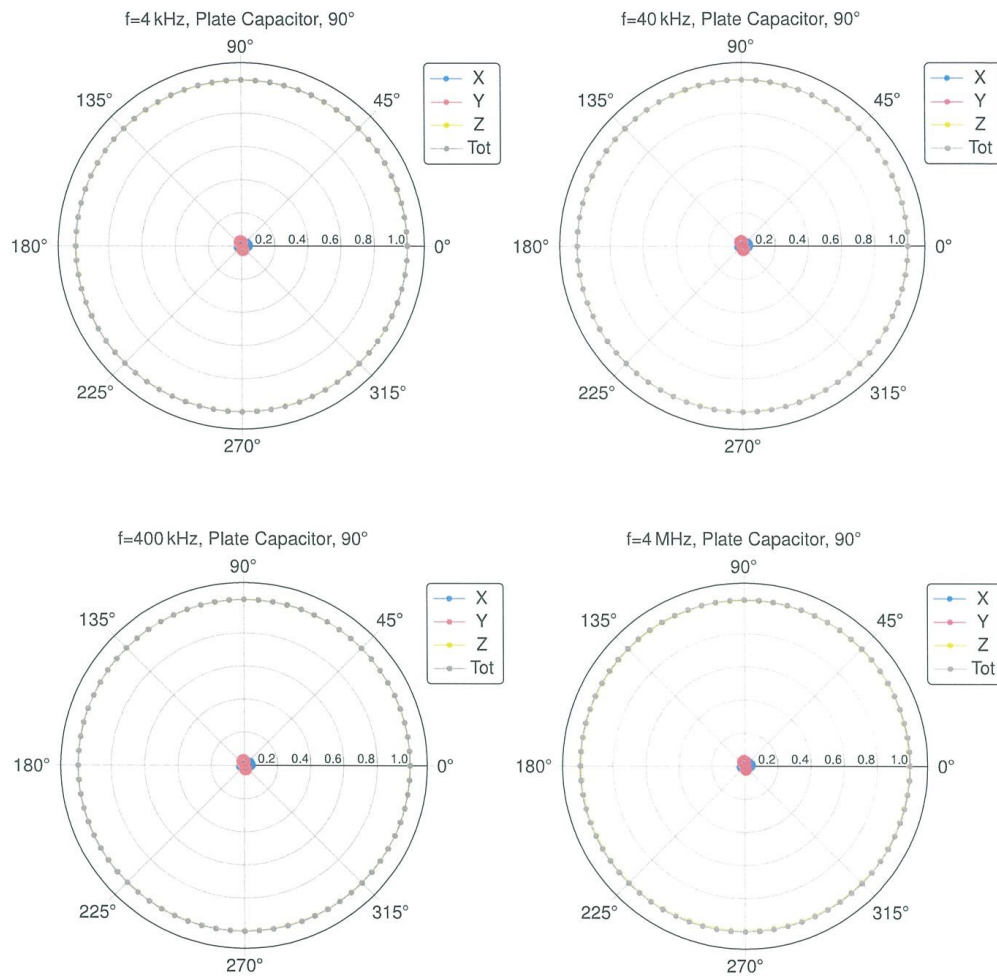 f=4 kHz, Plate Capacitor, 90°
90°
135°
45°
180°
0.2 0.4 0.6 0.8 1.0
0°
225°
315°
270°
X
Y
Z
Tot
f=40 kHz, Plate Capacitor, 90°
90°
135°
45°
180°
0.2 0.4 0.6 0.8 1.0
0°
225°
315°
270°
X
Y
Z
Tot
f=400 kHz, Plate Capacitor, 90°
90°
135°
45°
180°
0.2 0.4 0.6 0.8 1.0
0°
225°
315°
270°
X
Y
Z
Tot
f=4 MHz, Plate Capacitor, 90°
90°
135°
45°
180°
0.2 0.4 0.6 0.8 1.0
0°
225°
315°
270°
X
Y
Z
Tot